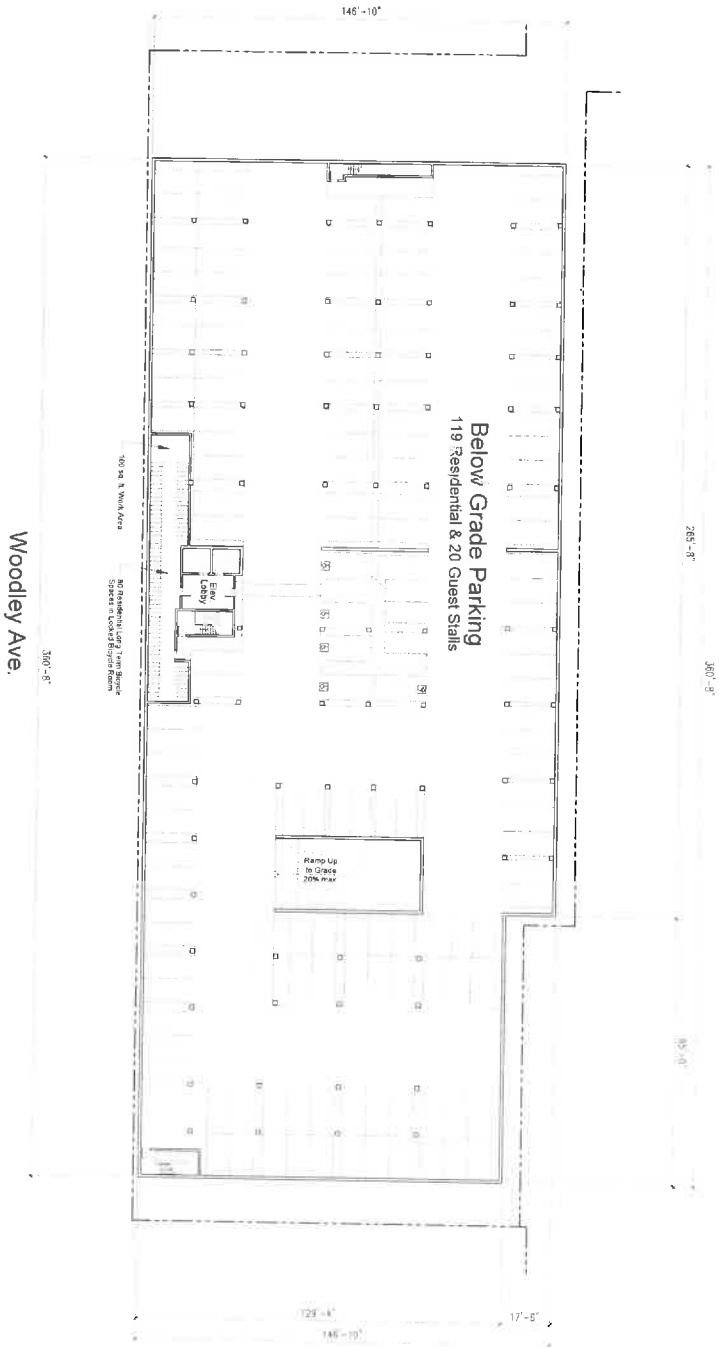 146'-10"
265'-8"
360'-8"
Below Grade Parking
119 Residential & 20 Guest Stalls
100 sq. ft. Work Area
80 Residential Long Term Bicycle
Spaces in Locked Bicycle Room
Elev
Lobby
Woodley Ave.
360'-8"
Ramp Up
to Grade
20% max
129'-4"
17'-6"
146'-10"